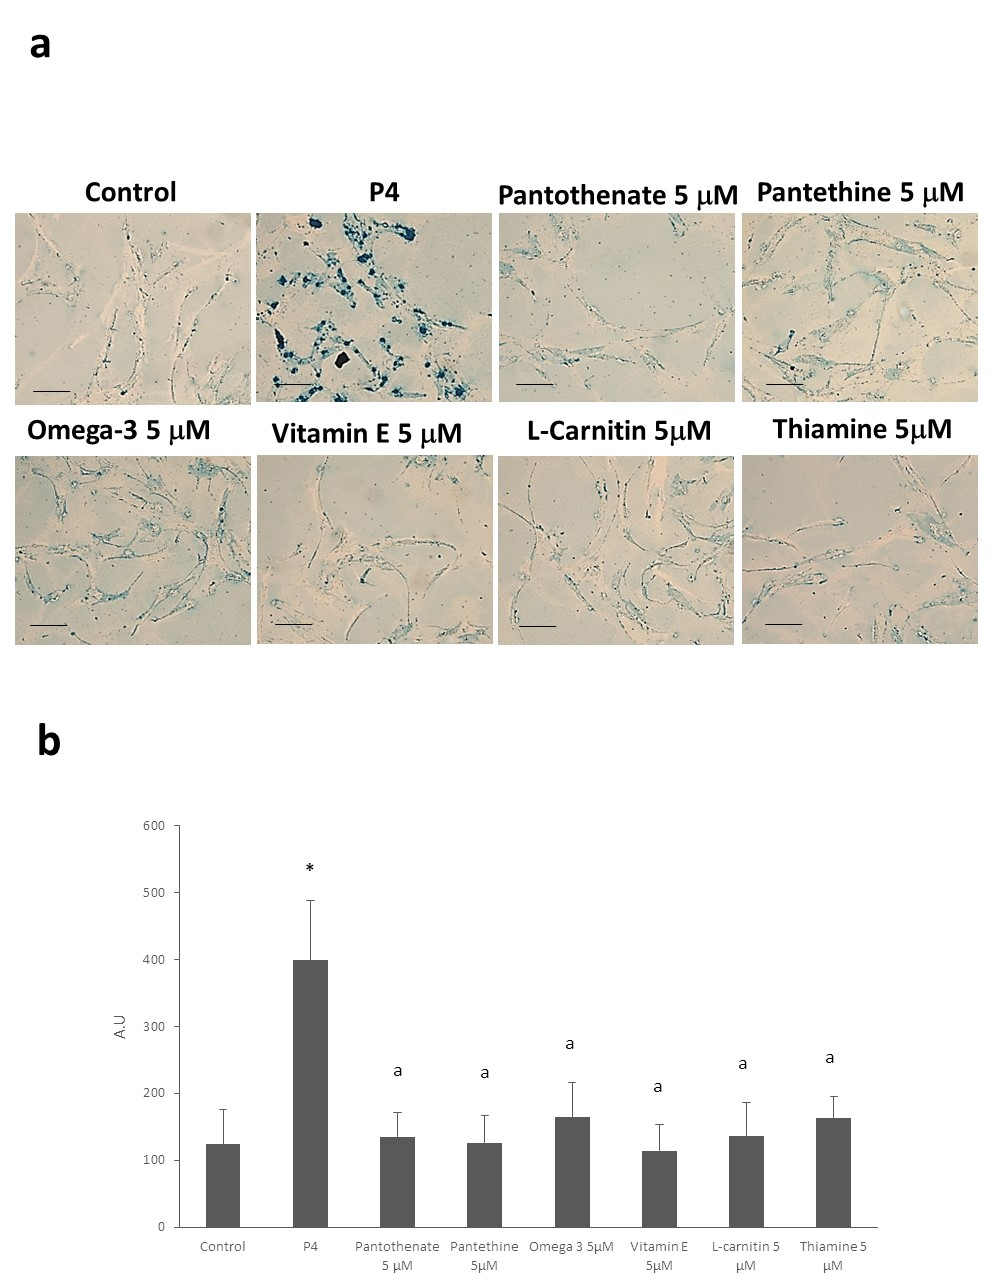 a
Control
P4
Pantothenate 5 μM
Pantethine 5 μM
Omega-3 5 μM
Vitamin E 5 μM
L-Carnitin 5μM
Thiamine 5μM
b
600
500
400
300
200
100
0
A.U
*
a
a
a
a
a
a
Control
P4
Pantothenate
5 μM
Pantethine
5μM
Omega 3 5μM
Vitamin E
5μM
L-carnitin 5
μM
Thiamine 5
μM